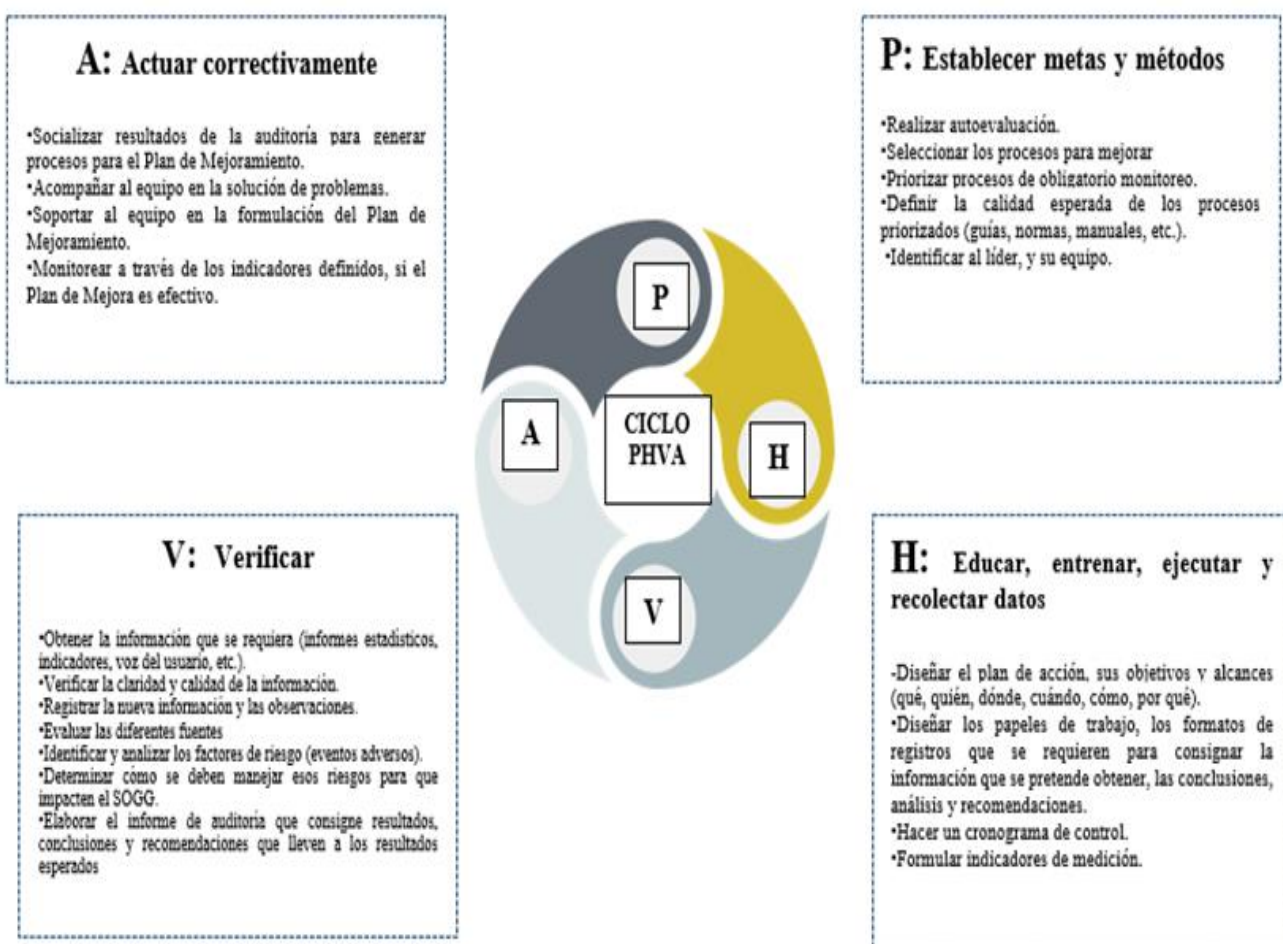 A: Actuar correctivamente
•Socializar resultados de la auditoría para generar
procesos para el Plan de Mejoramiento.
•Acompañar al equipo en la solución de problemas.
•Soportar al equipo en la formulación del Plan de
Mejoramiento.
•Monitorear a través de los indicadores definidos, si el
Plan de Mejora es efectivo.
P: Establecer metas y métodos
•Realizar autoevaluación.
•Seleccionar los procesos para mejorar
•Priorizar procesos de obligatorio monitoreo.
•Definir la calidad esperada de los procesos
priorizados (guías, normas, manuales, etc.).
•Identificar al líder, y su equipo.
P
A
CICLO
PHVA
H
V
V: Verificar
•Obtener la información que se requiera (informes estadísticos,
indicadores, voz del usuario, etc.).
•Verificar la claridad y calidad de la información.
•Registrar la nueva información y las observaciones.
•Evaluar las diferentes fuentes
•Identificar y analizar los factores de riesgo (eventos adversos).
•Determinar cómo se deben manejar esos riesgos para que
impacten el SOGG.
•Elaborar el informe de auditoría que consigne resultados,
conclusiones y recomendaciones que lleven a los resultados
esperados
H: Educar, entrenar, ejecutar y
recolectar datos
-Diseñar el plan de acción, sus objetivos y alcances
(qué, quién, dónde, cuándo, cómo, por qué).
•Diseñar los papeles de trabajo, los formatos de
registros que se requieren para consignar la
información que se pretende obtener, las conclusiones,
análisis y recomendaciones.
•Hacer un cronograma de control.
•Formular indicadores de medición.